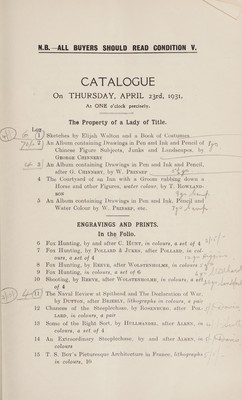 N.B.—ALL BUYERS SHOULD READ CONDITION V.
CATALOGUE
On THURSDAY, APRIL 23rd, 1931,
At ONE o'clock precisely.
The Property of a Lady of Title.
Lot
1 Sketches by Elijah Walton and a Book of Costumes
2 An Album containing Drawings in Pen and Ink and Pencil of
Chinese Figure Subjects, Junks and Landscapes, by
GEORGE CHINNERY
3 An Album containing Drawings in Pen and Ink and Pencil,
after G. CHINNERY, by W. PRINSEP
4 The Courtyard of an Inn with a Groom rubbing down a
Horse and other Figures, water colour, by T. ROWLAND-
SON
5 An Album containing Drawings in Pen and Ink, Pencil and
Water Colour by W. PRINSEP, etc.
ENGRAVINGS AND PRINTS.
In the Folio.
6 Fox Hunting, by and after C. HUNT, in colours, a set of 4
7 Fox Hunting, by POLLARD & JUKES, after POLLARD, in col-
ours, a set of 4
8 Fox Hunting, by REEVE, after WOLSTENHOLME, in colours
9 Fox Hunting, in colours, a set of 6
10 Shooting, by REEVE, after WOLSTENHOLME, in colours, a set
of 4
11 The Naval Review at Spithead and The Declaration of War,
by DUTTON, after BRIERLY, lithographs in colours, a pair
12 Chances of the Steeplechase, by ROSENBURG, after POL-
LARD, in colours, a pair
13 Some of the Right Sort, by HULLMANDEL, after ALKEN, in
colours, a set of 4
14 An Extraordinary Steeplechase, by and after ALKEN, in
colours
15 T. S. Boy's Picturesque Architecture in France, lithographs
in colours, 10